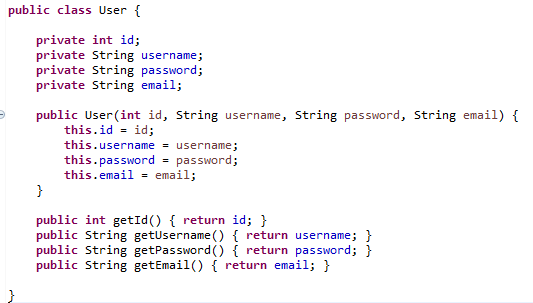 public class User {
private int id;
private String username;
private String password;
private String email;
public User(int id, String username, String password, String email) {
this.id = id;
this.username = username;
this.password = password;
this.email = email;
}
public int getId() { return id; }
public String getUsername() { return username; }
public String getPassword() { return password; }
public String getEmail() { return email; }
}